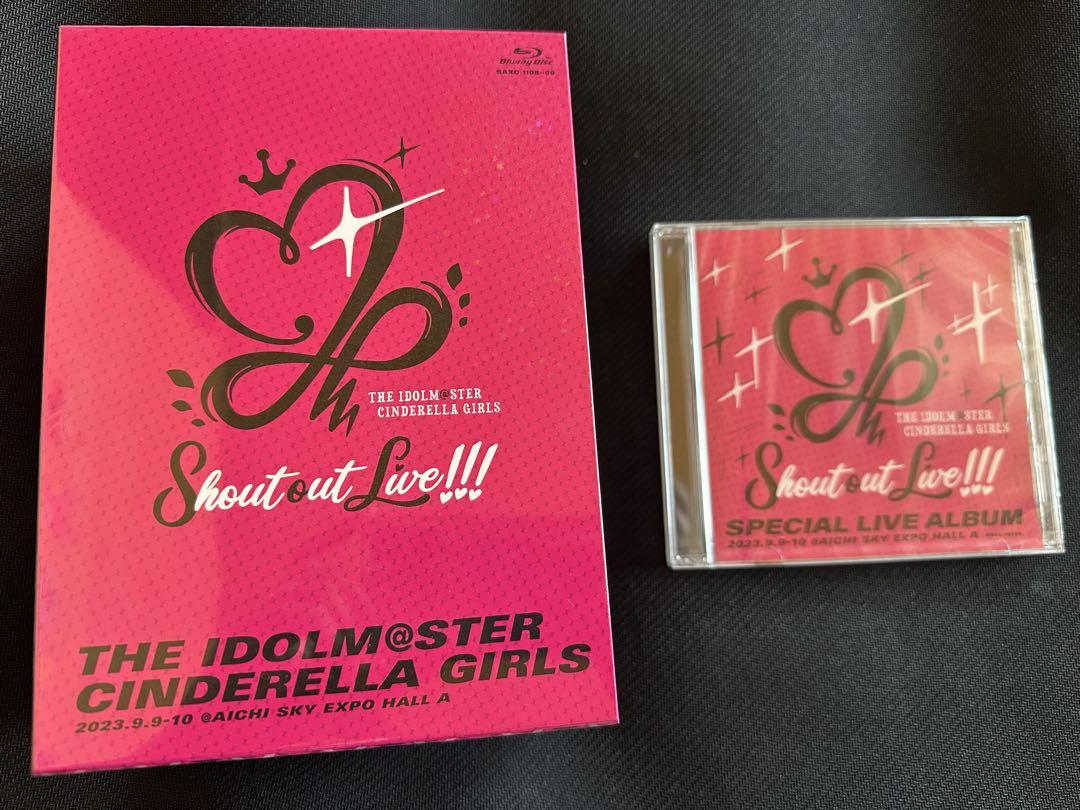 Blu-ray Disc
THE IDOLM@STER
CINDERELLA GIRLS
Shout out Live!!!
THE IDOLM@STER
CINDERELLA GIRLS
2023.9.9-10 @AICHI SKY EXPO HALL A
THE IDOLM@STER
CINDERELLA GIRLS
Shout out Live!!!
SPECIAL LIVE ALBUM
2023.9.9-10 @AICHI SKY EXPO HALL A